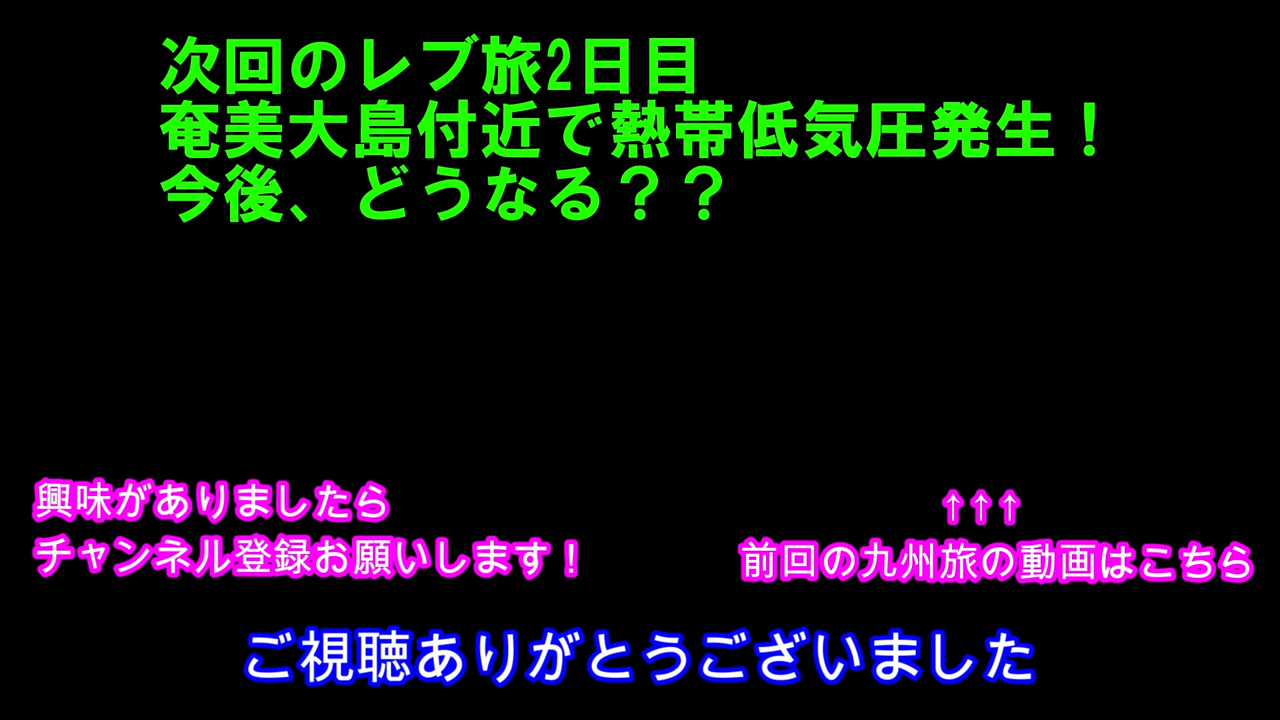 次回のレブ旅2日目
奄美大島付近で熱帯低気圧発生!
今後、どうなる??
興味がありましたら
チャンネル登録お願いします!
↑↑↑
前回の九州旅の動画はこちら
ご視聴ありがとうございました